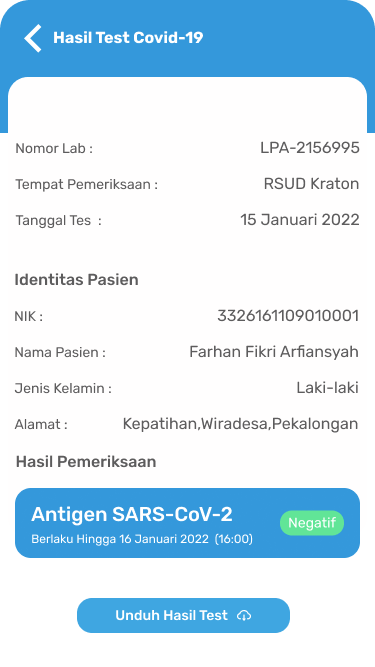 Hasil Test Covid-19
Nomor Lab : LPA-2156995
Tempat Pemeriksaan : RSUD Kraton
Tanggal Tes : 15 Januari 2022
Identitas Pasien
NIK : 3326161109010001
Nama Pasien : Farhan Fikri Arfiansyah
Jenis Kelamin : Laki-laki
Alamat : Kepatihan,Wiradesa,Pekalongan
Hasil Pemeriksaan
Antigen SARS-CoV-2
Negatif
Berlaku Hingga 16 Januari 2022 (16:00)
Unduh Hasil Test